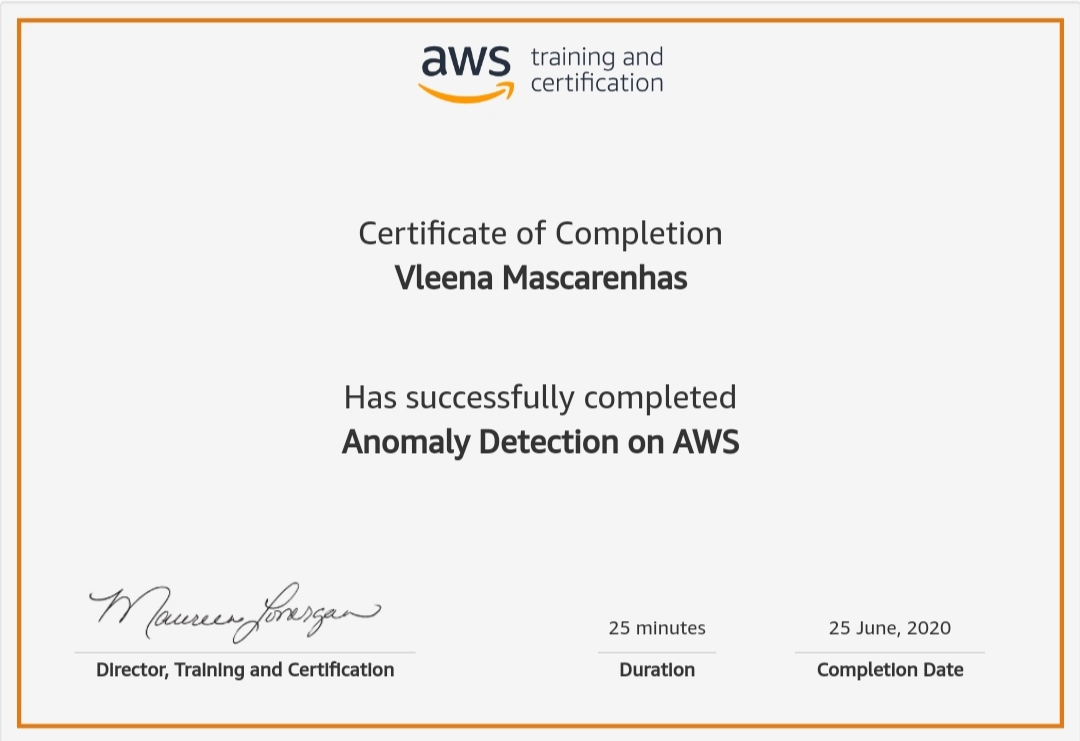 aws training and
certification
Certificate of Completion
Vleena Mascarenhas
Has successfully completed
Anomaly Detection on AWS
Maureen Lonergan
Director, Training and Certification
25 minutes
Duration
25 June, 2020
Completion Date